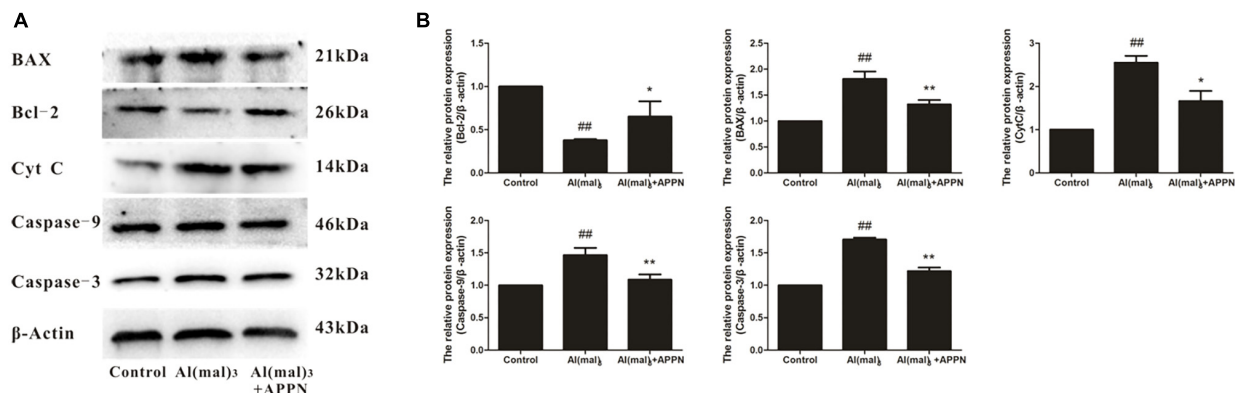 A
BAX 21kDa
Bcl-2 26kDa
Cyt C 14kDa
Caspase-9 46kDa
Caspase-3 32kDa
β-Actin 43kDa
Control Al(mal)3 Al(mal)3
+APPN
B
The relative protein expression
(Bcl-2/β -actin)
1.5
1.0
0.5
0.0
##
*
Control Al(mal)3 Al(mal)3+APPN
The relative protein expression
(BAX/β -actin)
2.5
2.0
1.5
1.0
0.5
0.0
##
**
Control Al(mal)3 Al(mal)3+APPN
The relative protein expression
(CytC/β -actin)
3
2
1
0
##
*
Control Al(mal)3 Al(mal)3+APPN
The relative protein expression
(Caspase-9/β -actin)
2.0
1.5
1.0
0.5
0.0
##
**
Control Al(mal)3 Al(mal)3+APPN
The relative protein expression
(Caspase-3/β -actin)
2.0
1.5
1.0
0.5
0.0
##
**
Control Al(mal)3 Al(mal)3 +APPN